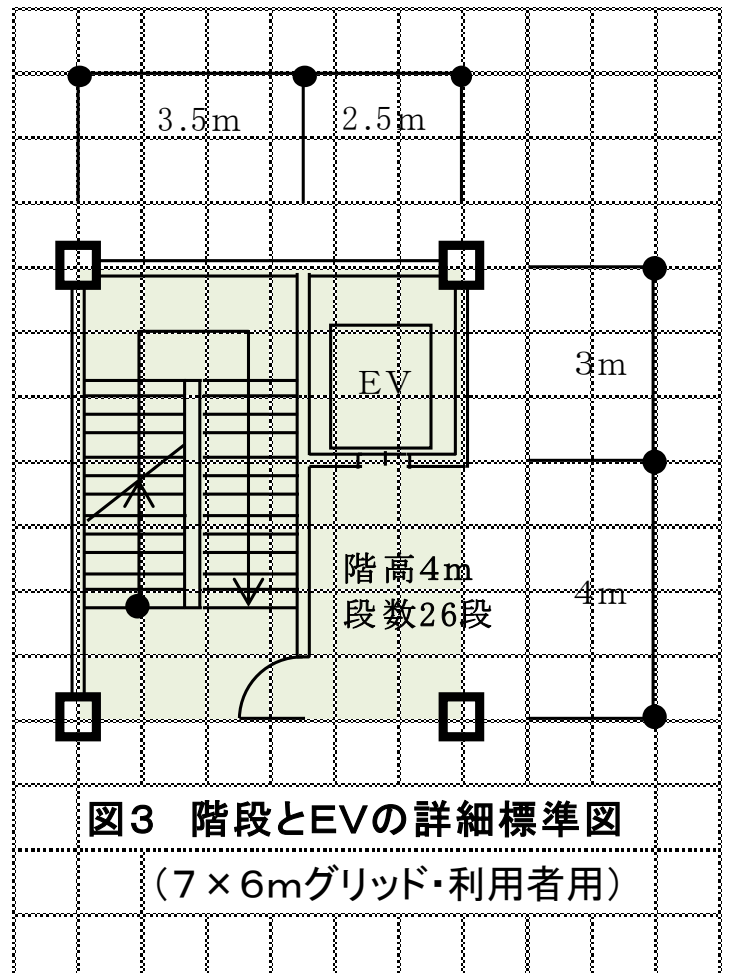 3.5m
2.5m
3m
EV
階高4m
段数26段
4m
図3 階段とEVの詳細標準図
（7×6mグリッド・利用者用）